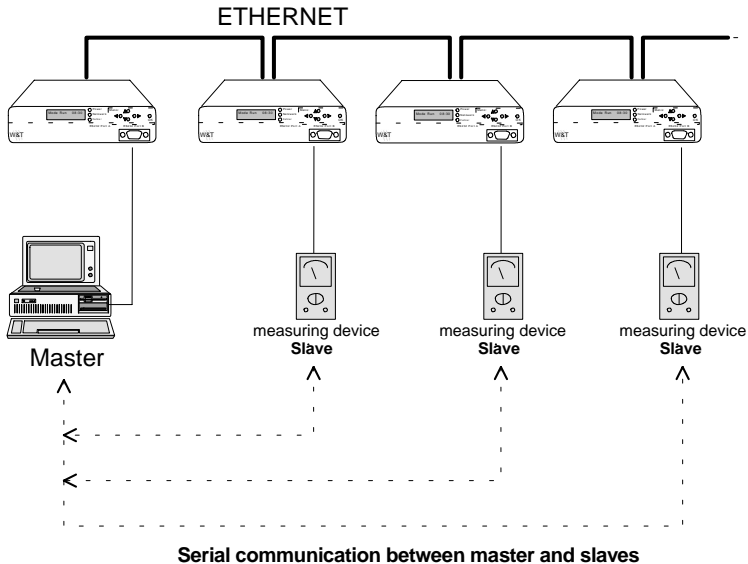 ETHERNET
W&T
W&T
W&T
W&T
measuring device
Slave
measuring device
Slave
measuring device
Slave
Master
Serial communication between master and slaves